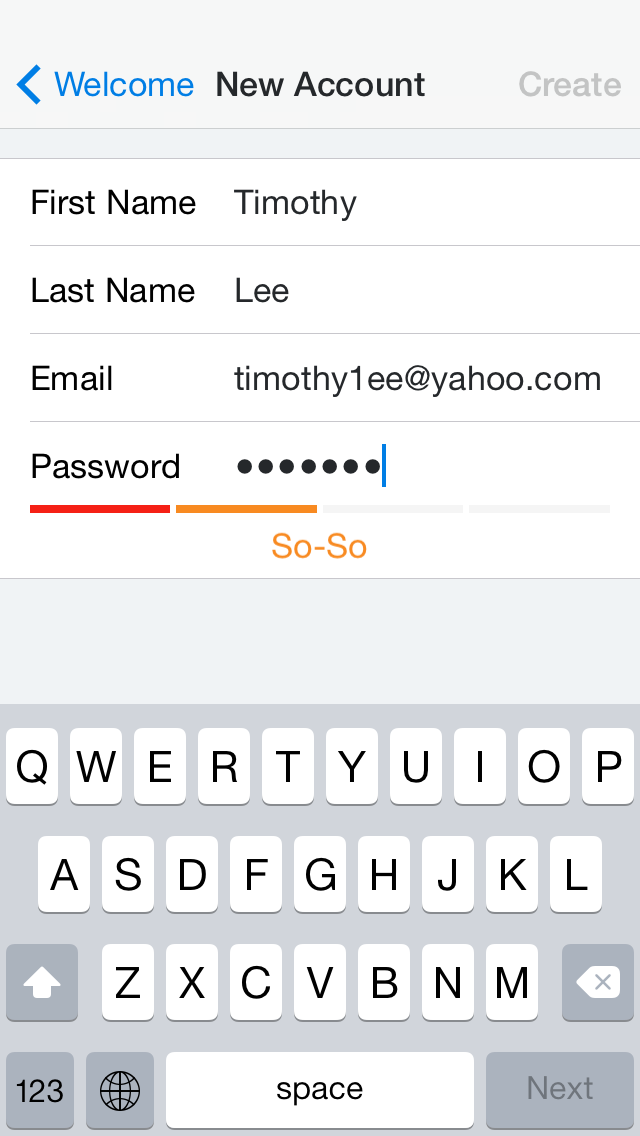 Welcome New Account Create
First Name Timothy
Last Name Lee
Email timothy1ee@yahoo.com
Password •••••••
So-So
Q W E R T Y U I O P
A S D F G H J K L
Z X C V B N M
123 space Next